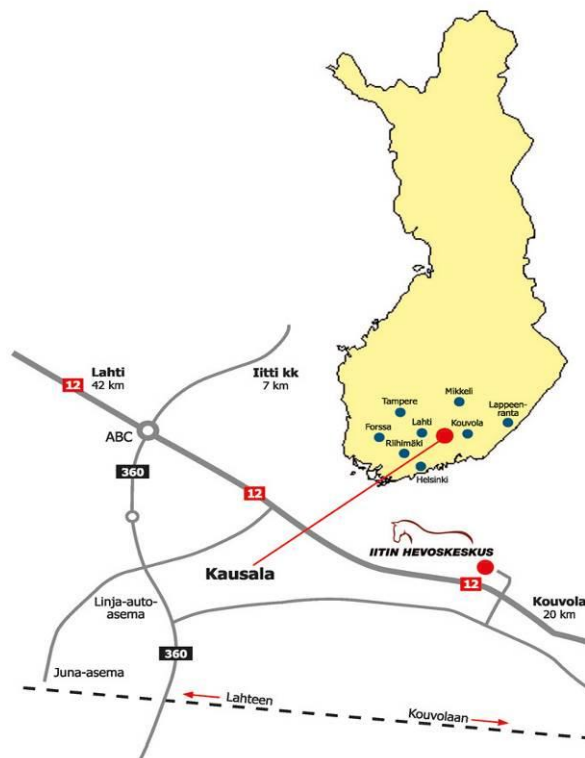 Mikkeli
Tampere
Lappeen-
ranta
Forssa
Lahti
Kouvola
Riihimäki
Helsinki
Lahti
42 km
12
Iitti kk
7 km
ABC
360
12
IITIN HEVOSKESKUS
Kausala
12
Kouvola
20 km
Linja-auto-
asema
360
Juna-asema
Lahteen
Kouvolaan